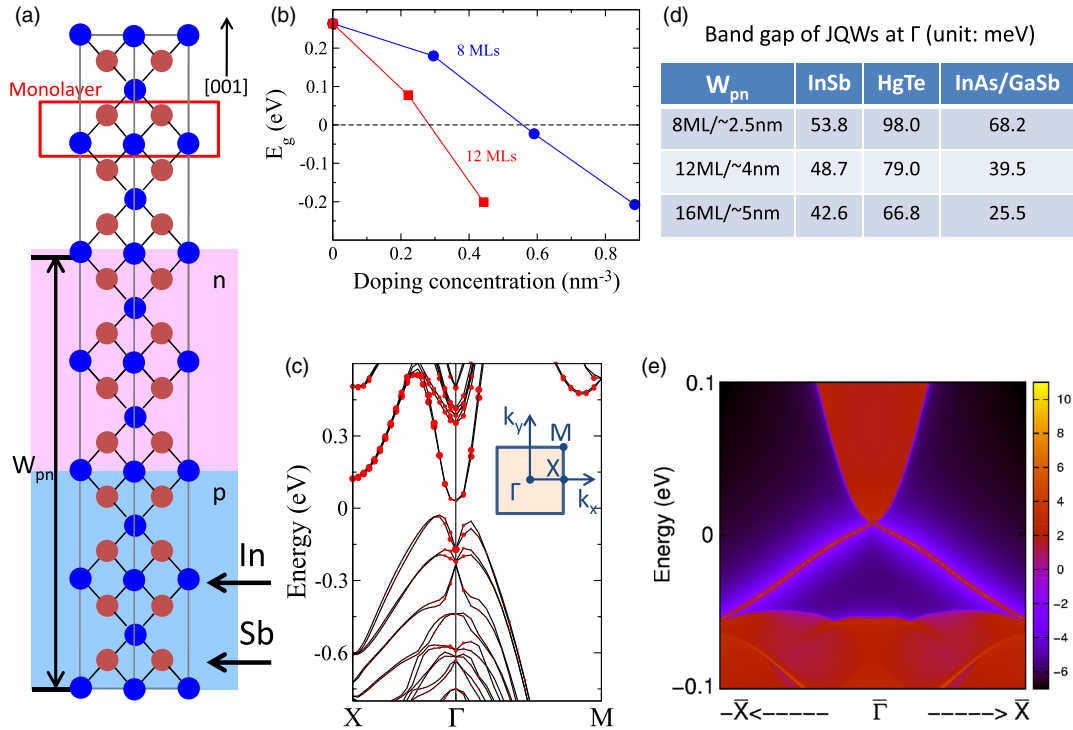 (a)
[001]
Monolayer
n
W_pn
p
In
Sb
(b)
8 MLs
12 MLs
0.2
0.1
0
-0.1
-0.2
E_g (eV)
0 0.2 0.4 0.6 0.8
Doping concentration (nm⁻³)
(d)
Band gap of JQWs at Γ (unit: meV)
W_pn InSb HgTe InAs/GaSb
8ML/~2.5nm 53.8 98.0 68.2
12ML/~4nm 48.7 79.0 39.5
16ML/~5nm 42.6 66.8 25.5
(c)
0.3
0
-0.3
-0.6
Energy (eV)
k_y
M
X
Γ
k_x
X Γ M
(e)
0.1
0
−0.1
Energy (eV)
10
8
6
4
2
0
−2
−4
−6
−X̄<----- Γ̄ -----> X̄